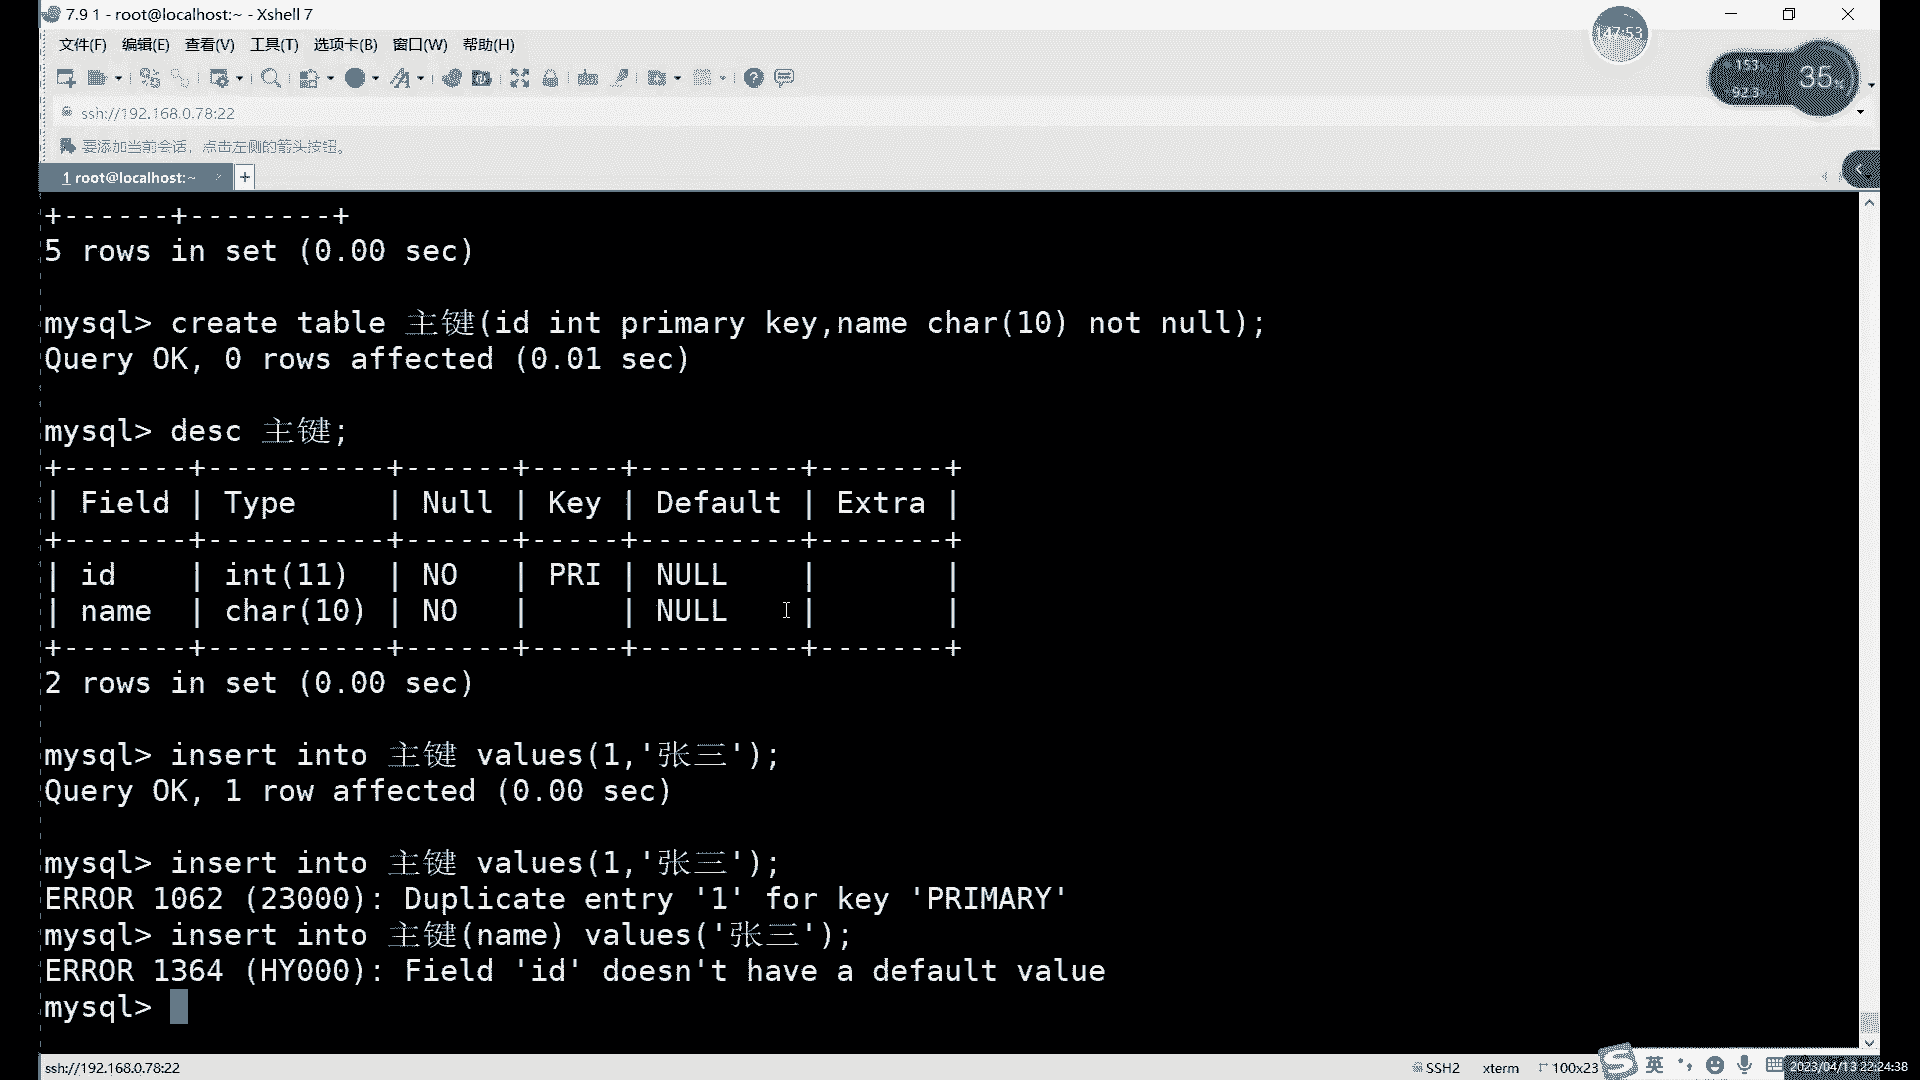 7.9 1 - root@localhost:~ - Xshell 7
文件(F) 编辑(E) 查看(V) 工具(T) 选项卡(B) 窗口(W) 帮助(H)
147:53
153
35%
92.3
ssh://192.168.0.78:22
要添加当前会话，点击左侧的箭头按钮。
1 root@localhost:~ × +
+------+--------+
5 rows in set (0.00 sec)
mysql> create table 主键(id int primary key,name char(10) not null);
Query OK, 0 rows affected (0.01 sec)
mysql> desc 主键;
+-------+----------+------+-----+---------+-------+
| Field | Type     | Null | Key | Default | Extra |
+-------+----------+------+-----+---------+-------+
| id    | int(11)  | NO   | PRI | NULL    |       |
| name  | char(10) | NO   |     | NULL    |       |
+-------+----------+------+-----+---------+-------+
2 rows in set (0.00 sec)
mysql> insert into 主键 values(1,'张三');
Query OK, 1 row affected (0.00 sec)
mysql> insert into 主键 values(1,'张三');
ERROR 1062 (23000): Duplicate entry '1' for key 'PRIMARY'
mysql> insert into 主键(name) values('张三');
ERROR 1364 (HY000): Field 'id' doesn't have a default value
mysql>
ssh://192.168.0.78:22 SSH2 xterm 100x23 英 2023/04/13 22:24:38